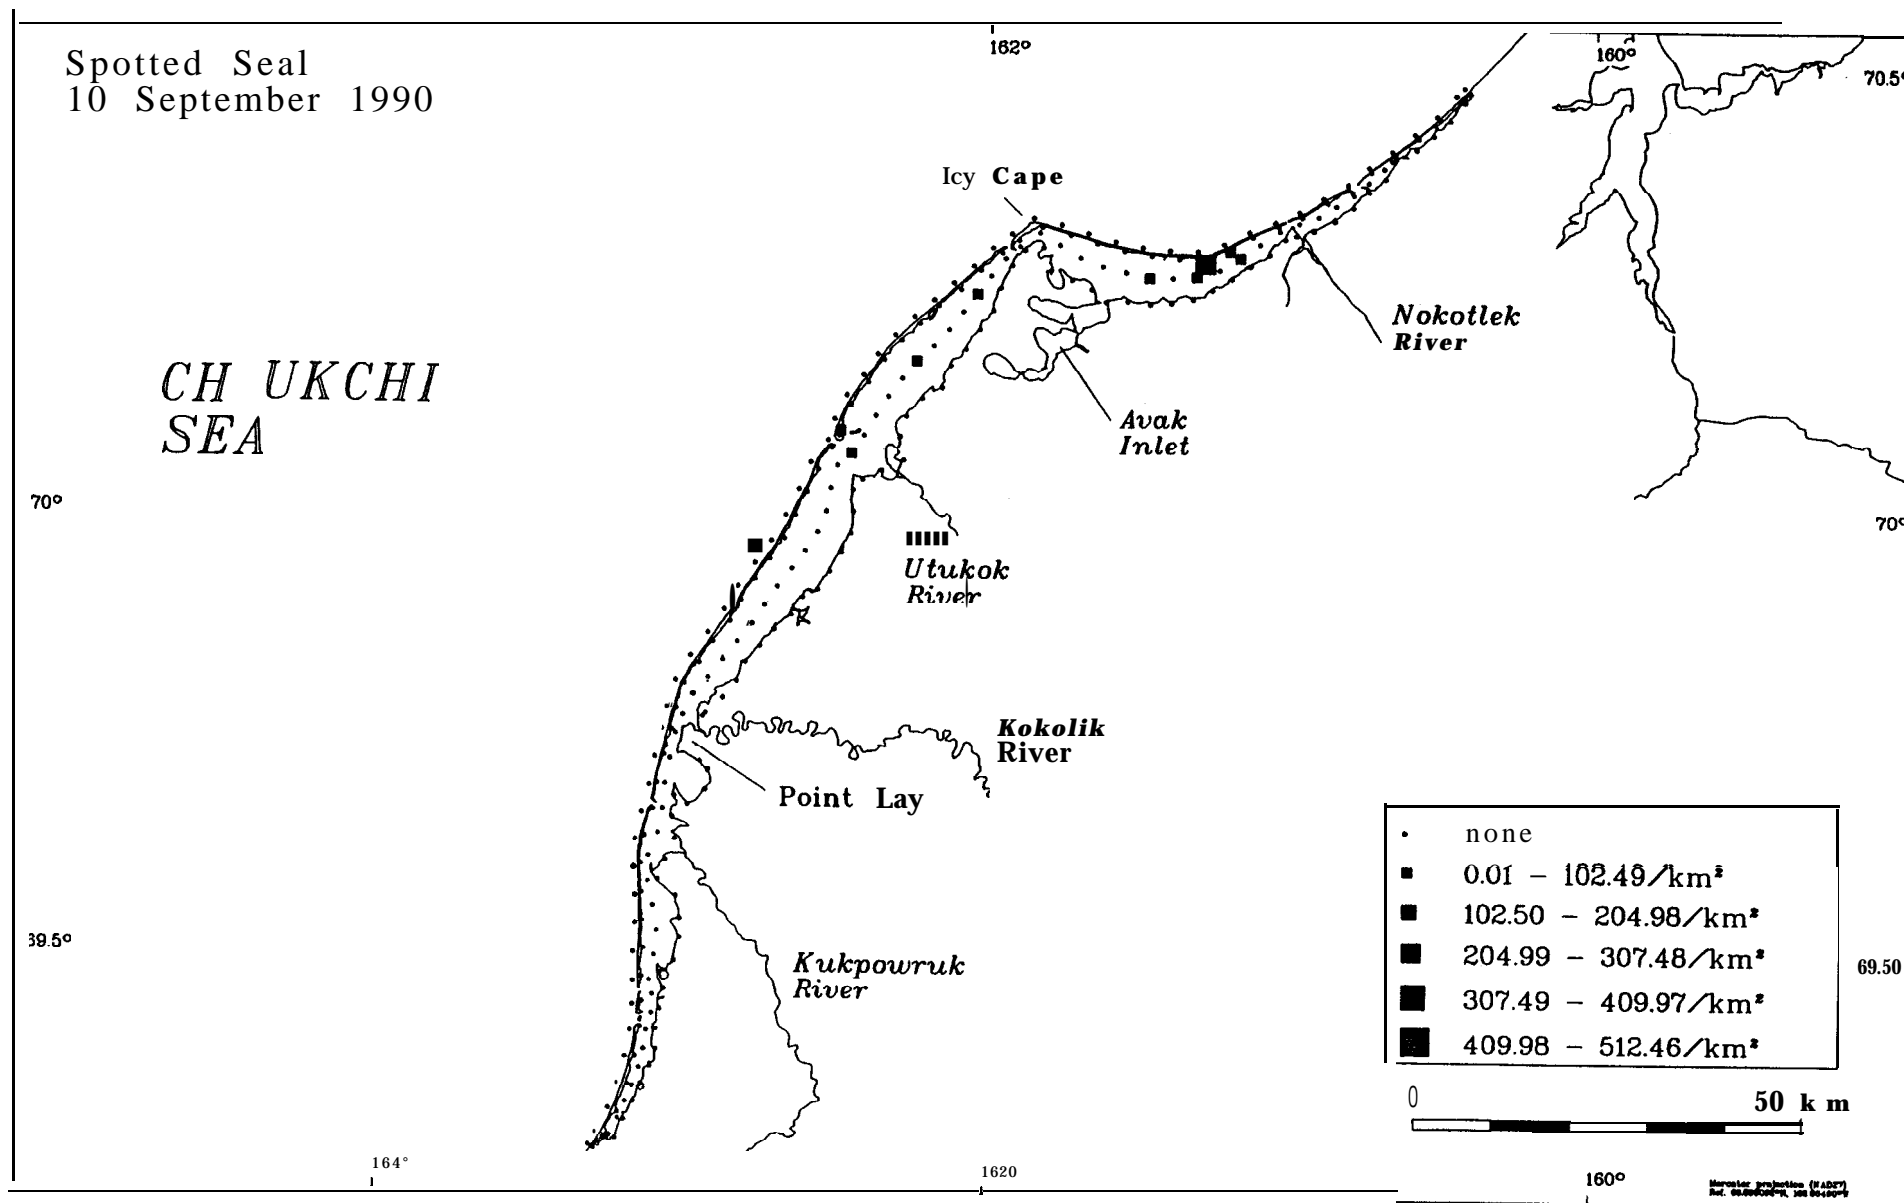 Spotted Seal
10 September 1990
162°
160°
70.5°
Icy Cape
Nokotlek
River
CH UKCHI
SEA
Avak
Inlet
70°
70°
Utukok
River
Kokolik
River
Point Lay
none
0.01 – 102.49/km²
102.50 – 204.98/km²
204.99 – 307.48/km²
307.49 – 409.97/km²
409.98 – 512.46/km²
39.5°
69.50
Kukpowruk
River
0 50 km
164°
1620
160°
Mercator projection (NAD27)